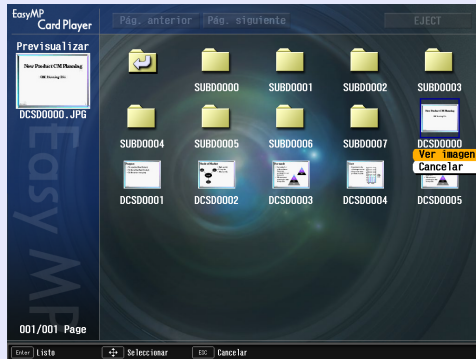 EasyMP
Card Player
Pág. anterior Pág. siguiente EJECT
Previsualizar
New Product CM Planning
DCSD0000.JPG
SUBD0000 SUBD0001 SUBD0002 SUBD0003
SUBD0004 SUBD0005 SUBD0006 SUBD0007 DCSD0000
Ver imagen
Cancelar
DCSD0001 DCSD0002 DCSD0003 DCSD0004 DCSD0005
Easy MP
001/001 Page
Enter Listo Seleccionar ESC Cancelar